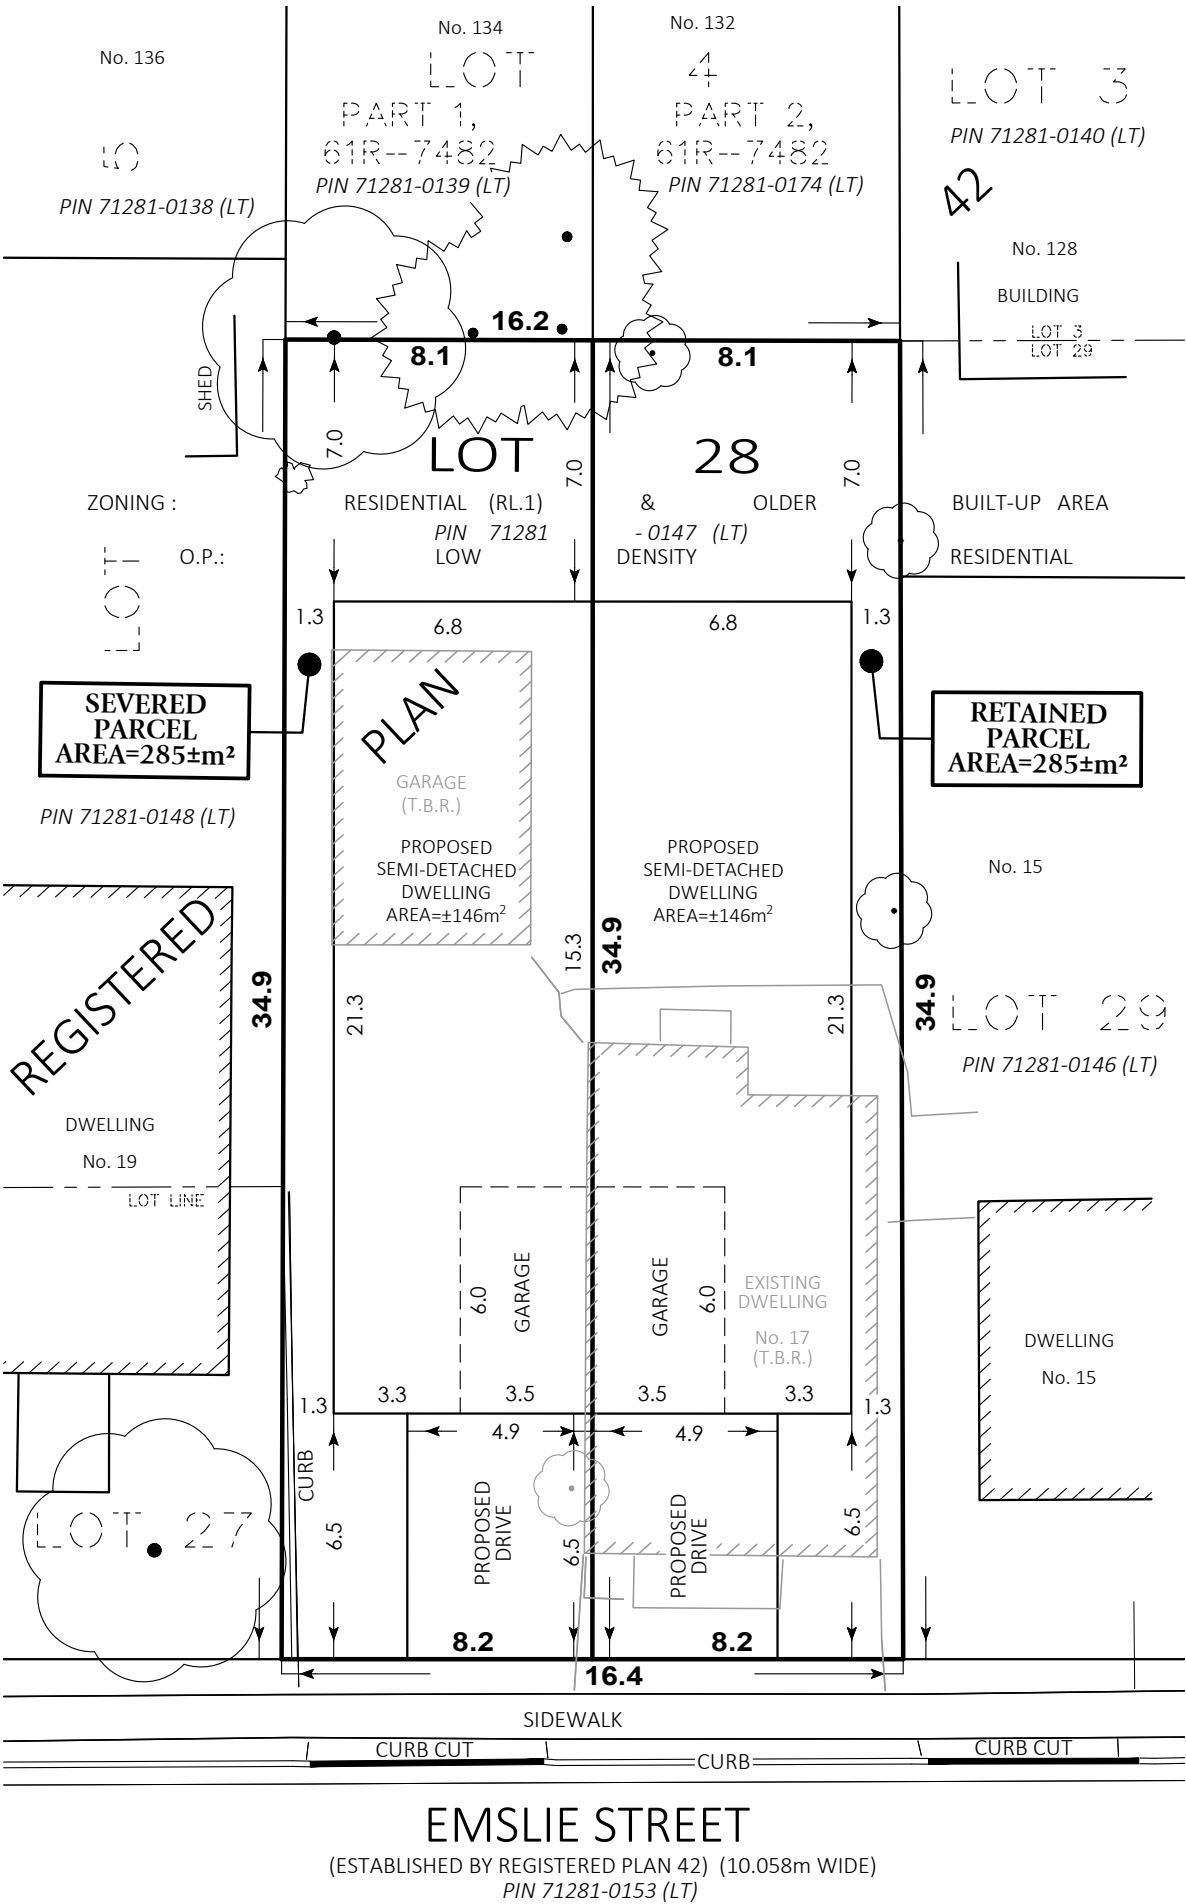 No. 136
No. 134
No. 132
LOT
4
LOT 3
PART 1,
PART 2,
61R--7482
61R--7482
PIN 71281-0140 (LT)
5
PIN 71281-0139 (LT)
PIN 71281-0174 (LT)
PIN 71281-0138 (LT)
42
No. 128
BUILDING
LOT 3
LOT 29
16.2
8.1
8.1
SHED
7.0
7.0
7.0
LOT 28
ZONING : RESIDENTIAL (RL.1) & OLDER BUILT-UP AREA
PIN 71281 - 0147 (LT)
O.P.: LOW DENSITY RESIDENTIAL
LOT
1.3
6.8
6.8
1.3
SEVERED
PARCEL
AREA=285±m²
PLAN
RETAINED
PARCEL
AREA=285±m²
GARAGE
(T.B.R.)
PIN 71281-0148 (LT)
PROPOSED
SEMI-DETACHED
DWELLING
AREA=±146m²
PROPOSED
SEMI-DETACHED
DWELLING
AREA=±146m²
No. 15
REGISTERED
34.9
21.3
15.3
34.9
21.3
34.9
LOT 29
PIN 71281-0146 (LT)
DWELLING
No. 19
LOT LINE
6.0
GARAGE
GARAGE
6.0
EXISTING
DWELLING
No. 17
(T.B.R.)
DWELLING
No. 15
1.3
3.3
3.5
3.5
3.3
1.3
4.9
4.9
CURB
LOT 27
6.5
PROPOSED
DRIVE
6.5
PROPOSED
DRIVE
6.5
8.2
8.2
16.4
SIDEWALK
CURB CUT
CURB
CURB CUT
EMSLIE STREET
(ESTABLISHED BY REGISTERED PLAN 42) (10.058m WIDE)
PIN 71281-0153 (LT)